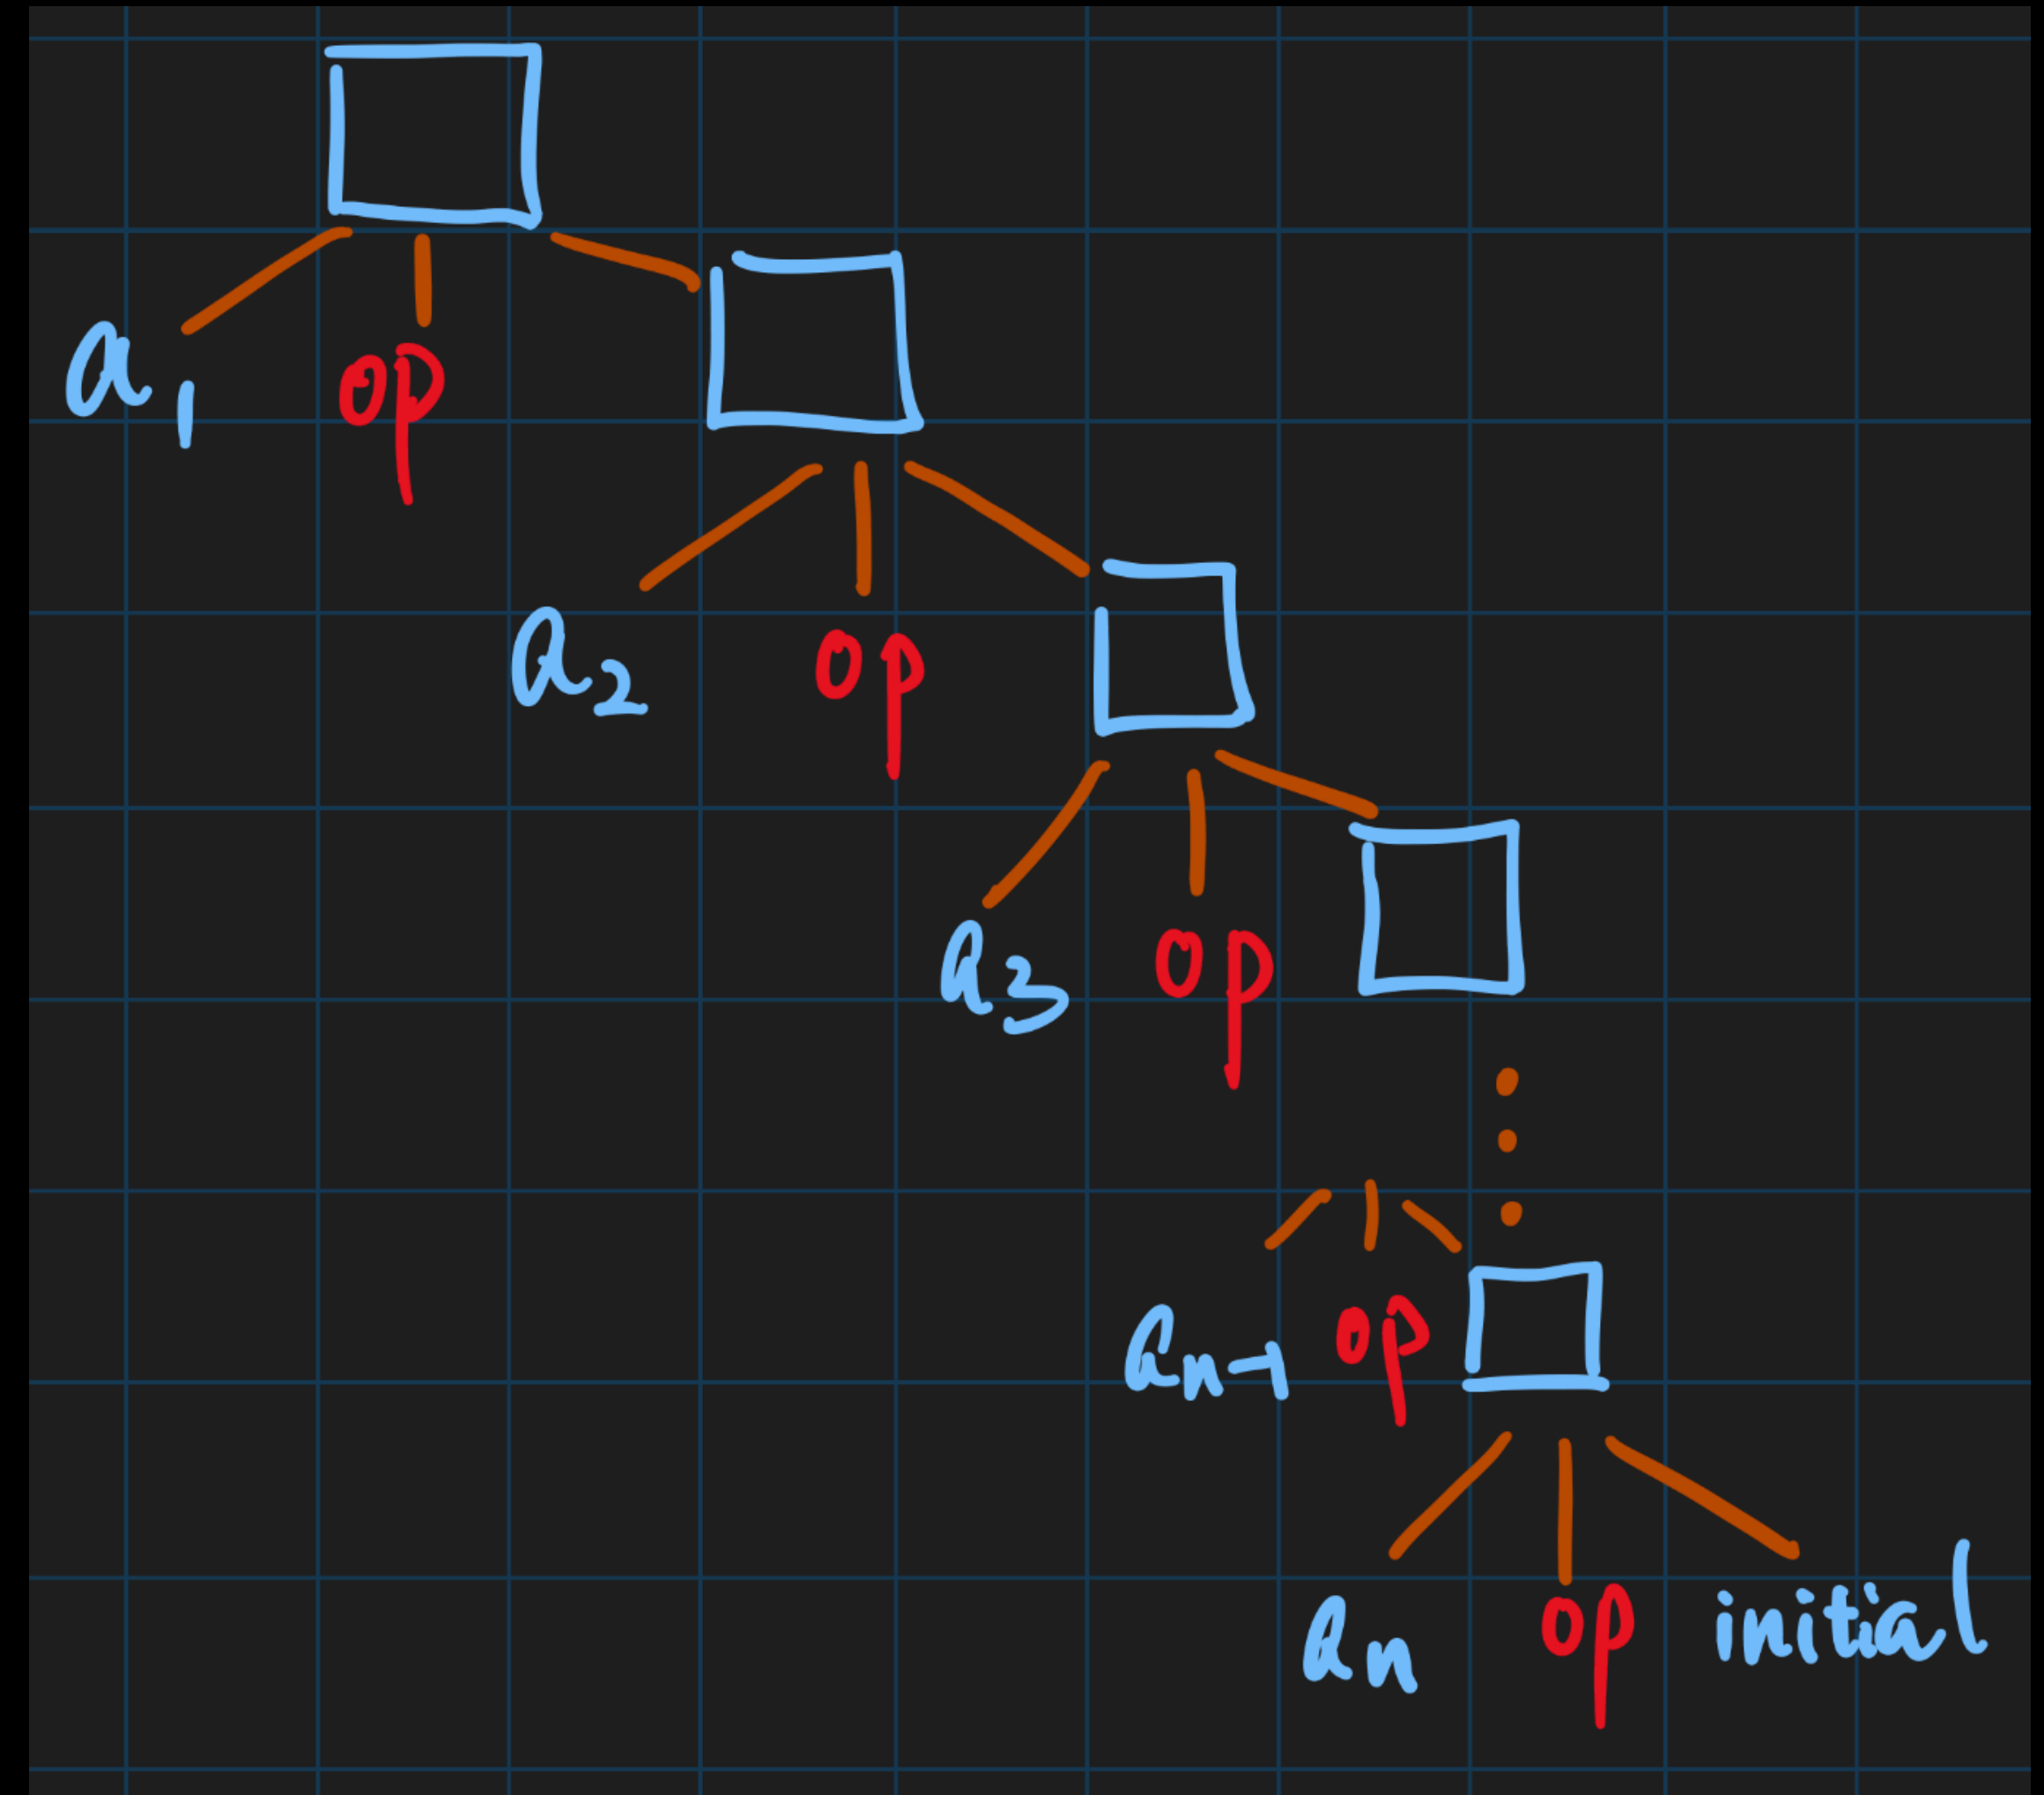 a₁ op
a₂ op
a₃ op
aₙ₋₁ op
aₙ op initial